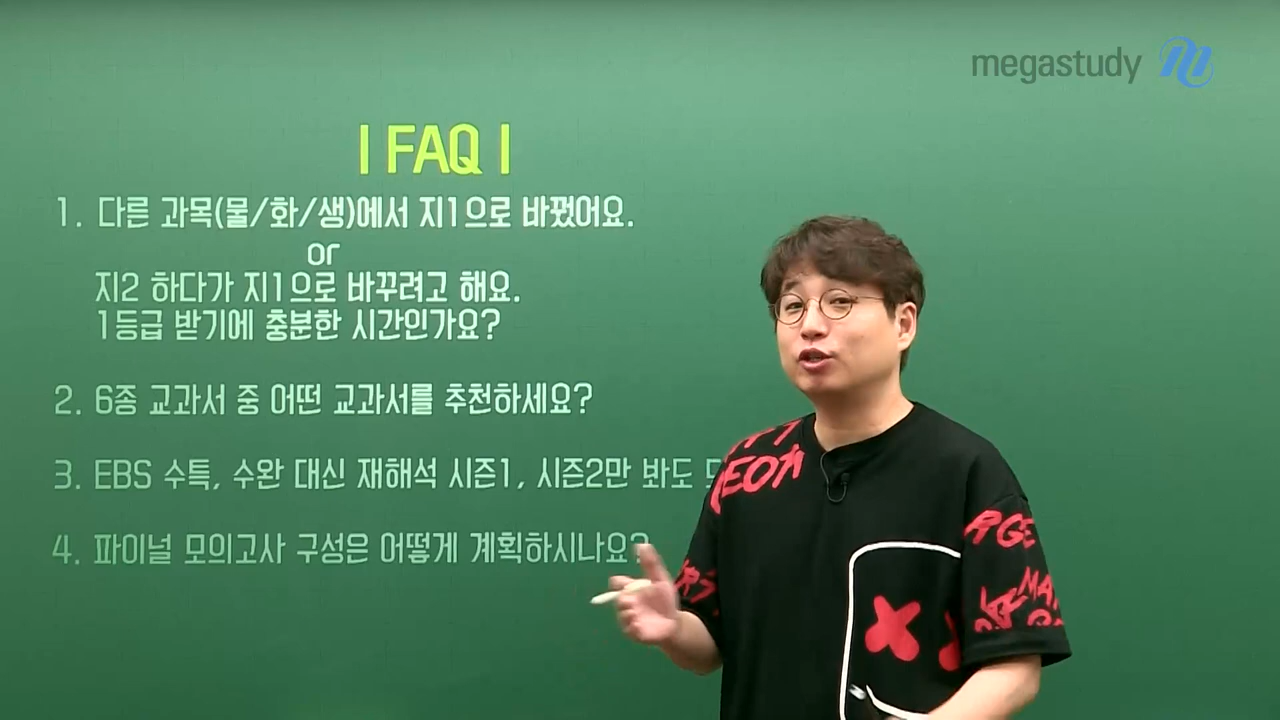 megastudy
| FAQ |
1. 다른 과목(물/화/생)에서 지1으로 바꿨어요.
or
지2 하다가 지1으로 바꾸려고 해요.
1등급 받기에 충분한 시간인가요?
2. 6종 교과서 중 어떤 교과서를 추천하세요?
3. EBS 수특, 수완 대신 재해석 시즌1, 시즌2만 봐도
4. 파이널 모의고사 구성은 어떻게 계획하시나요?